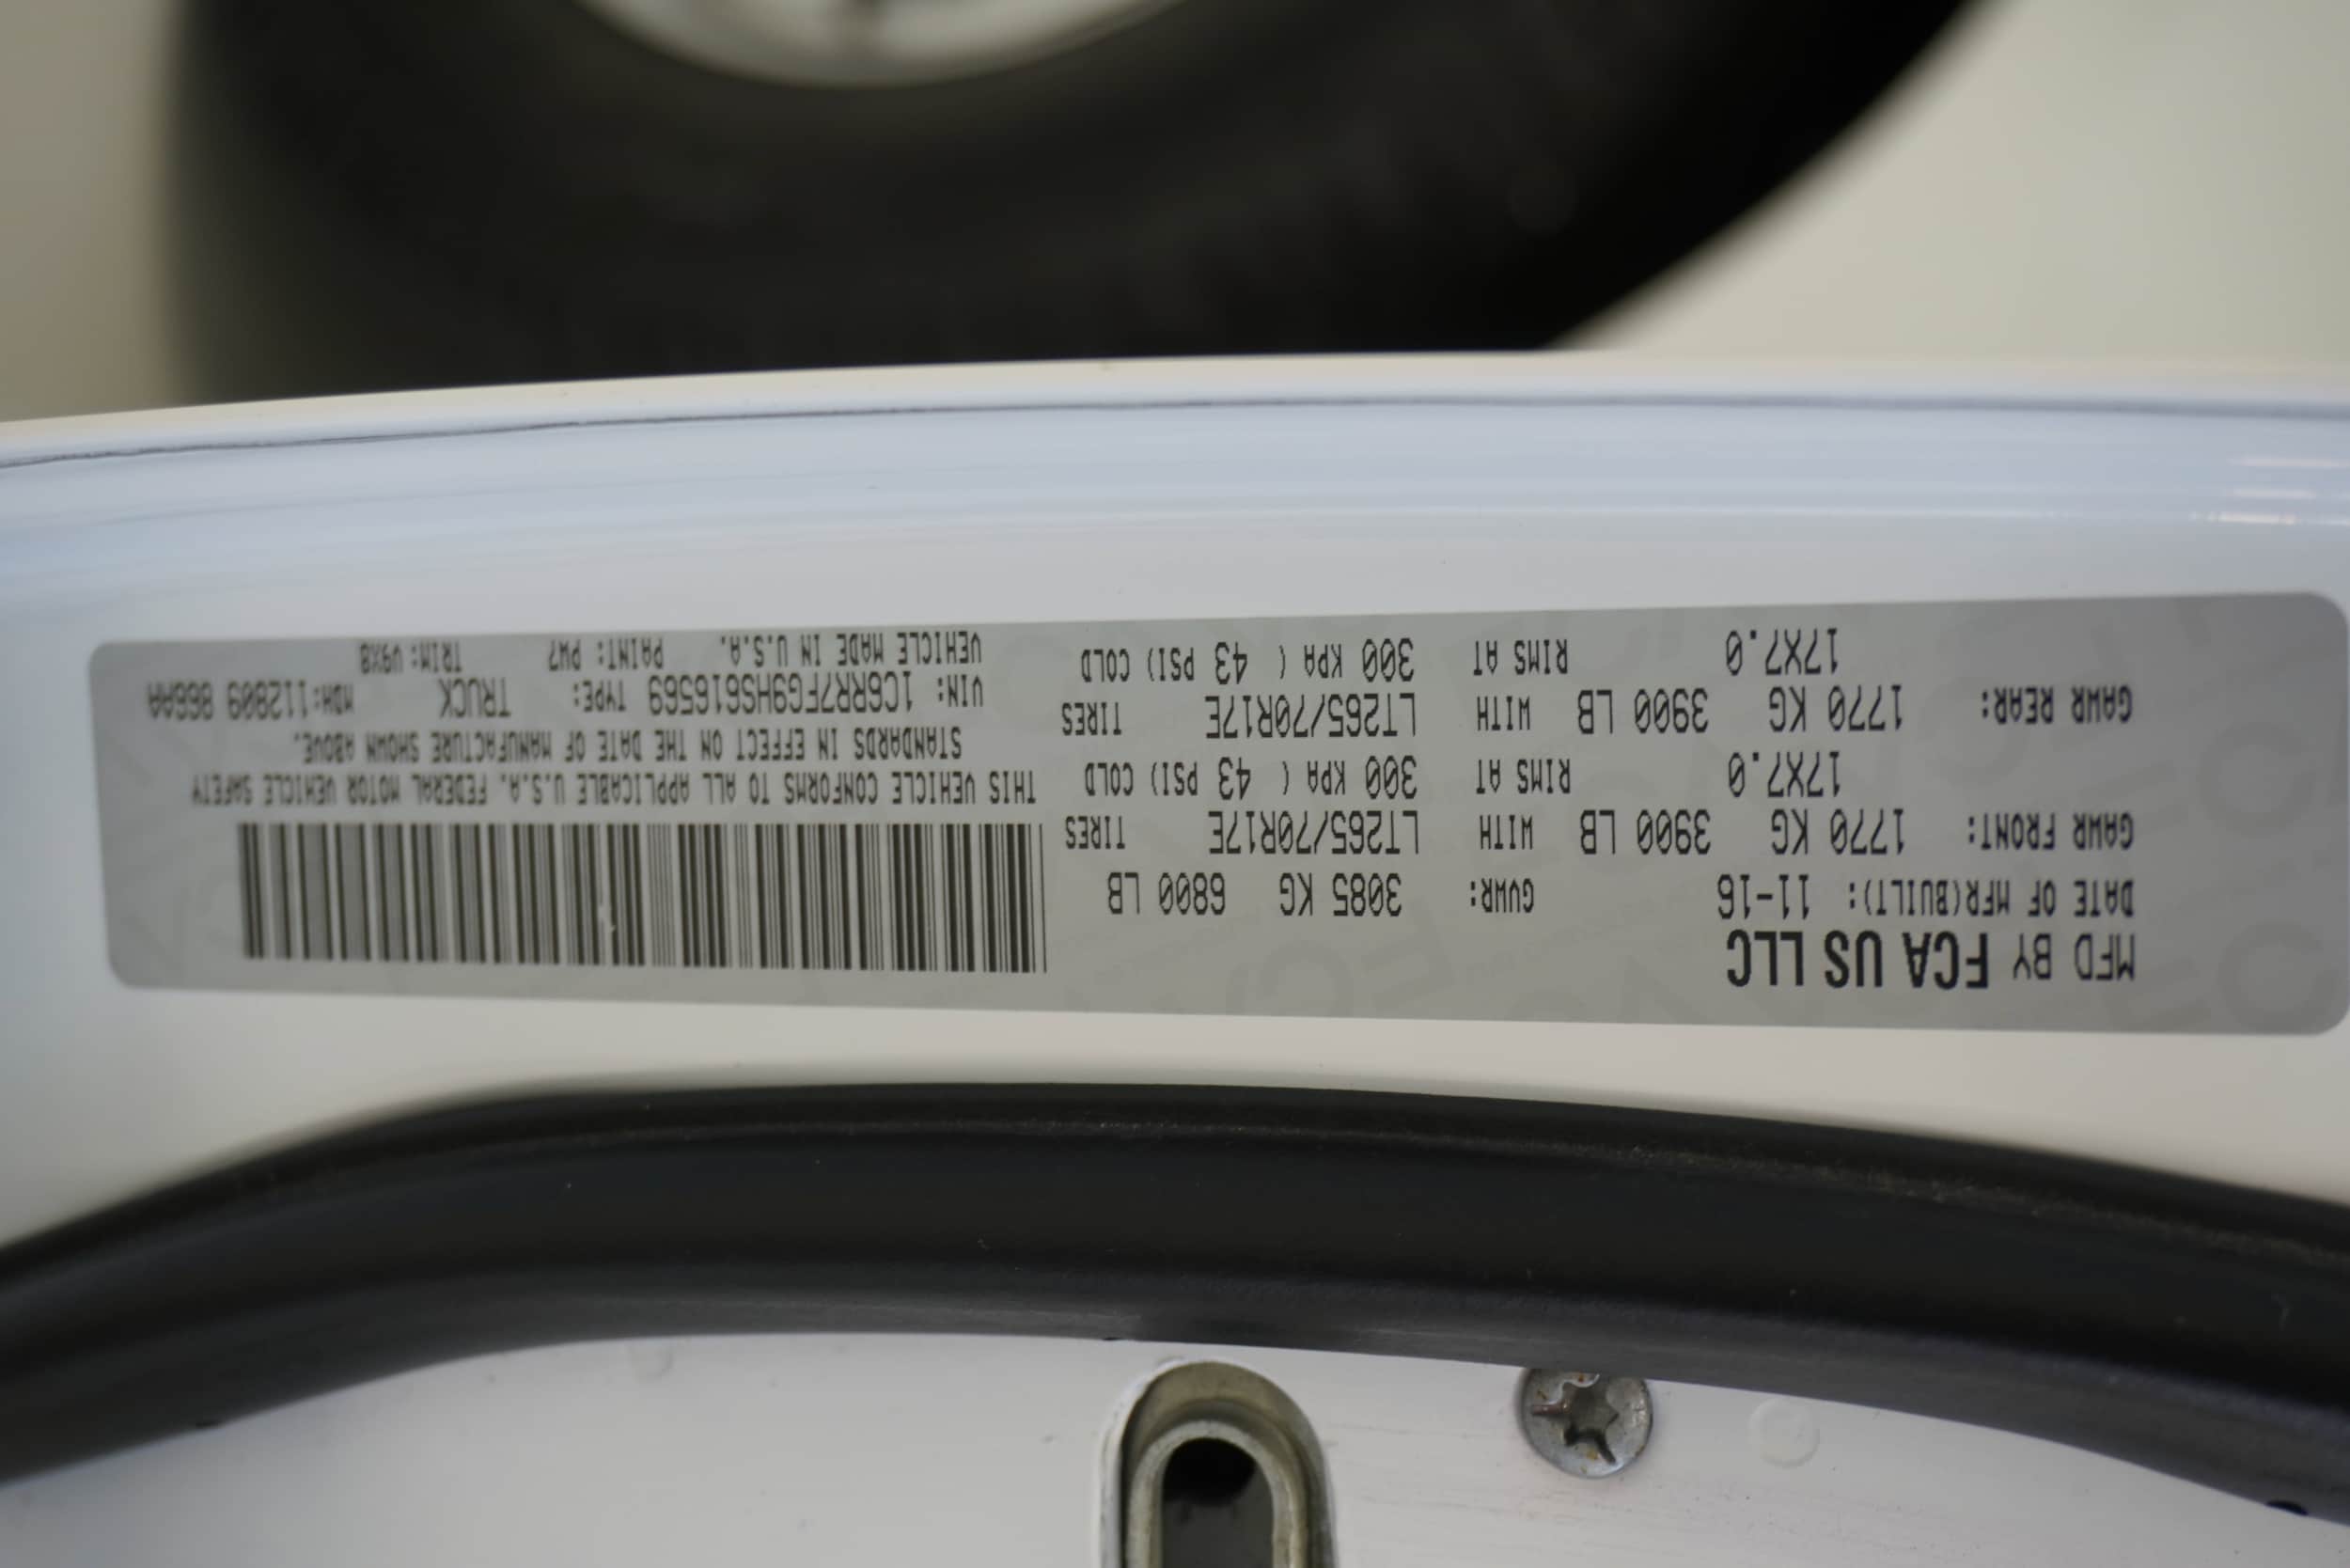 MFD BY FCA US LLC
DATE OF MFR(BUILT): 11-16 GVWR: 3085 KG 6800 LB
GAWR FRONT: 1770 KG 3900 LB WITH LT265/70R17E TIRES
17X7.0 RIMS AT 300 KPA ( 43 PSI) COLD
GAWR REAR: 1770 KG 3900 LB WITH LT265/70R17E TIRES
17X7.0 RIMS AT 300 KPA ( 43 PSI) COLD
THIS VEHICLE CONFORMS TO ALL APPLICABLE U.S.A. FEDERAL MOTOR VEHICLE SAFETY
STANDARDS IN EFFECT ON THE DATE OF MANUFACTURE SHOWN ABOVE.
VIN: 1C6RR7FG9HS616569 TYPE: TRUCK MDH:112809 868AA
VEHICLE MADE IN U.S.A. PAINT: PW7 TRIM: V9X8